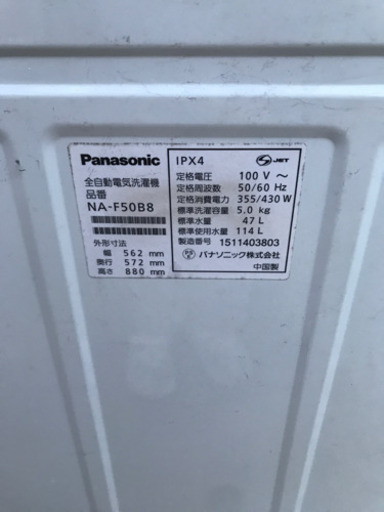 Panasonic
全自動電気洗濯機
品番
NA-F50B8
外形寸法
幅 562 mm
奥行 572 mm
高さ 880 mm
IPX4
S JET
定格電圧 100 V ～
定格周波数 50/60 Hz
定格消費電力 355/430 W
標準洗濯容量 5.0 kg
標準水量 47 L
標準使用水量 114 L
製造番号 1511403803
パナソニック株式会社
中国製